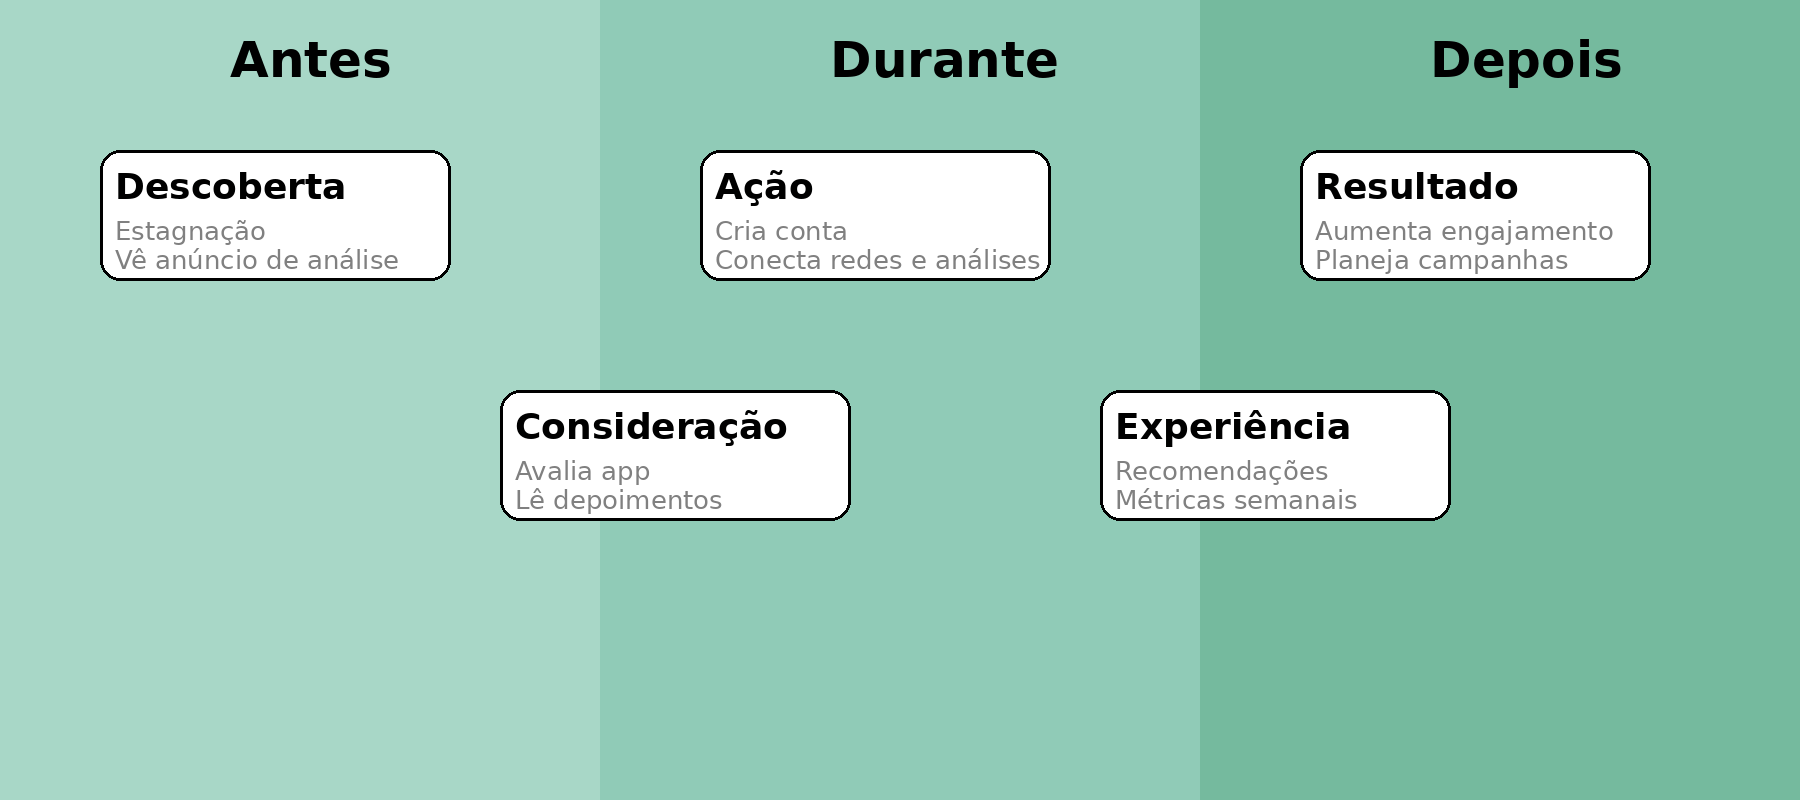 Antes
Durante
Depois
Descoberta
Estagnação
Vê anúncio de análise
Ação
Cria conta
Conecta redes e análises
Resultado
Aumenta engajamento
Planeja campanhas
Consideração
Avalia app
Lê depoimentos
Experiência
Recomendações
Métricas semanais